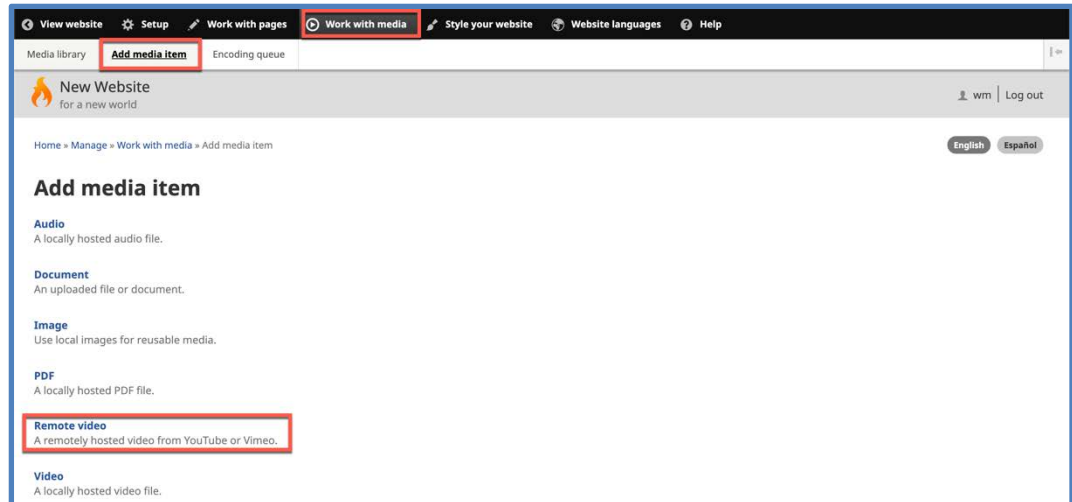 View website Setup Work with pages Work with media Style your website Website languages Help
Media library Add media item Encoding queue
New Website
for a new world
wm | Log out
Home » Manage » Work with media » Add media item
English Español
Add media item
Audio
A locally hosted audio file.
Document
An uploaded file or document.
Image
Use local images for reusable media.
PDF
A locally hosted PDF file.
Remote video
A remotely hosted video from YouTube or Vimeo.
Video
A locally hosted video file.